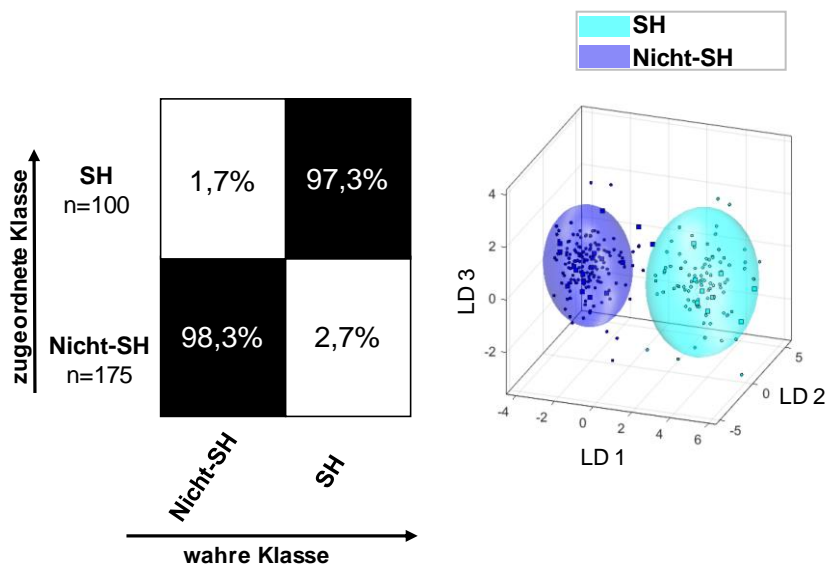 SH
Nicht-SH
zugeordnete Klasse
SH
n=100
1,7%
97,3%
Nicht-SH
n=175
98,3%
2,7%
Nicht-SH
SH
wahre Klasse
LD 3
4
2
0
-2
-4
-2
0
2
4
6
LD 1
-5
0
5
LD 2